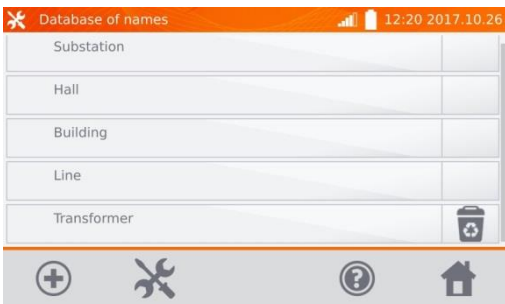 Database of names 12:20 2017.10.26
Substation
Hall
Building
Line
Transformer